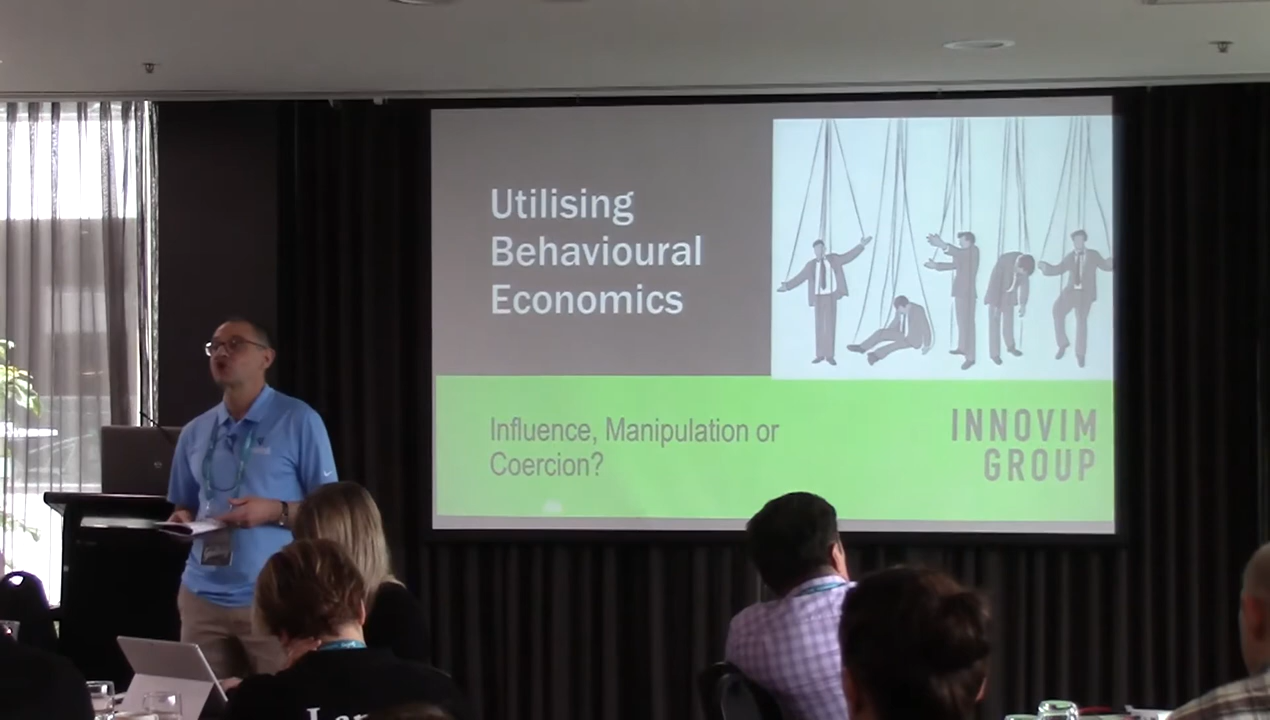 Utilising
Behavioural
Economics
Influence, Manipulation or
Coercion?
INNOVIM
GROUP